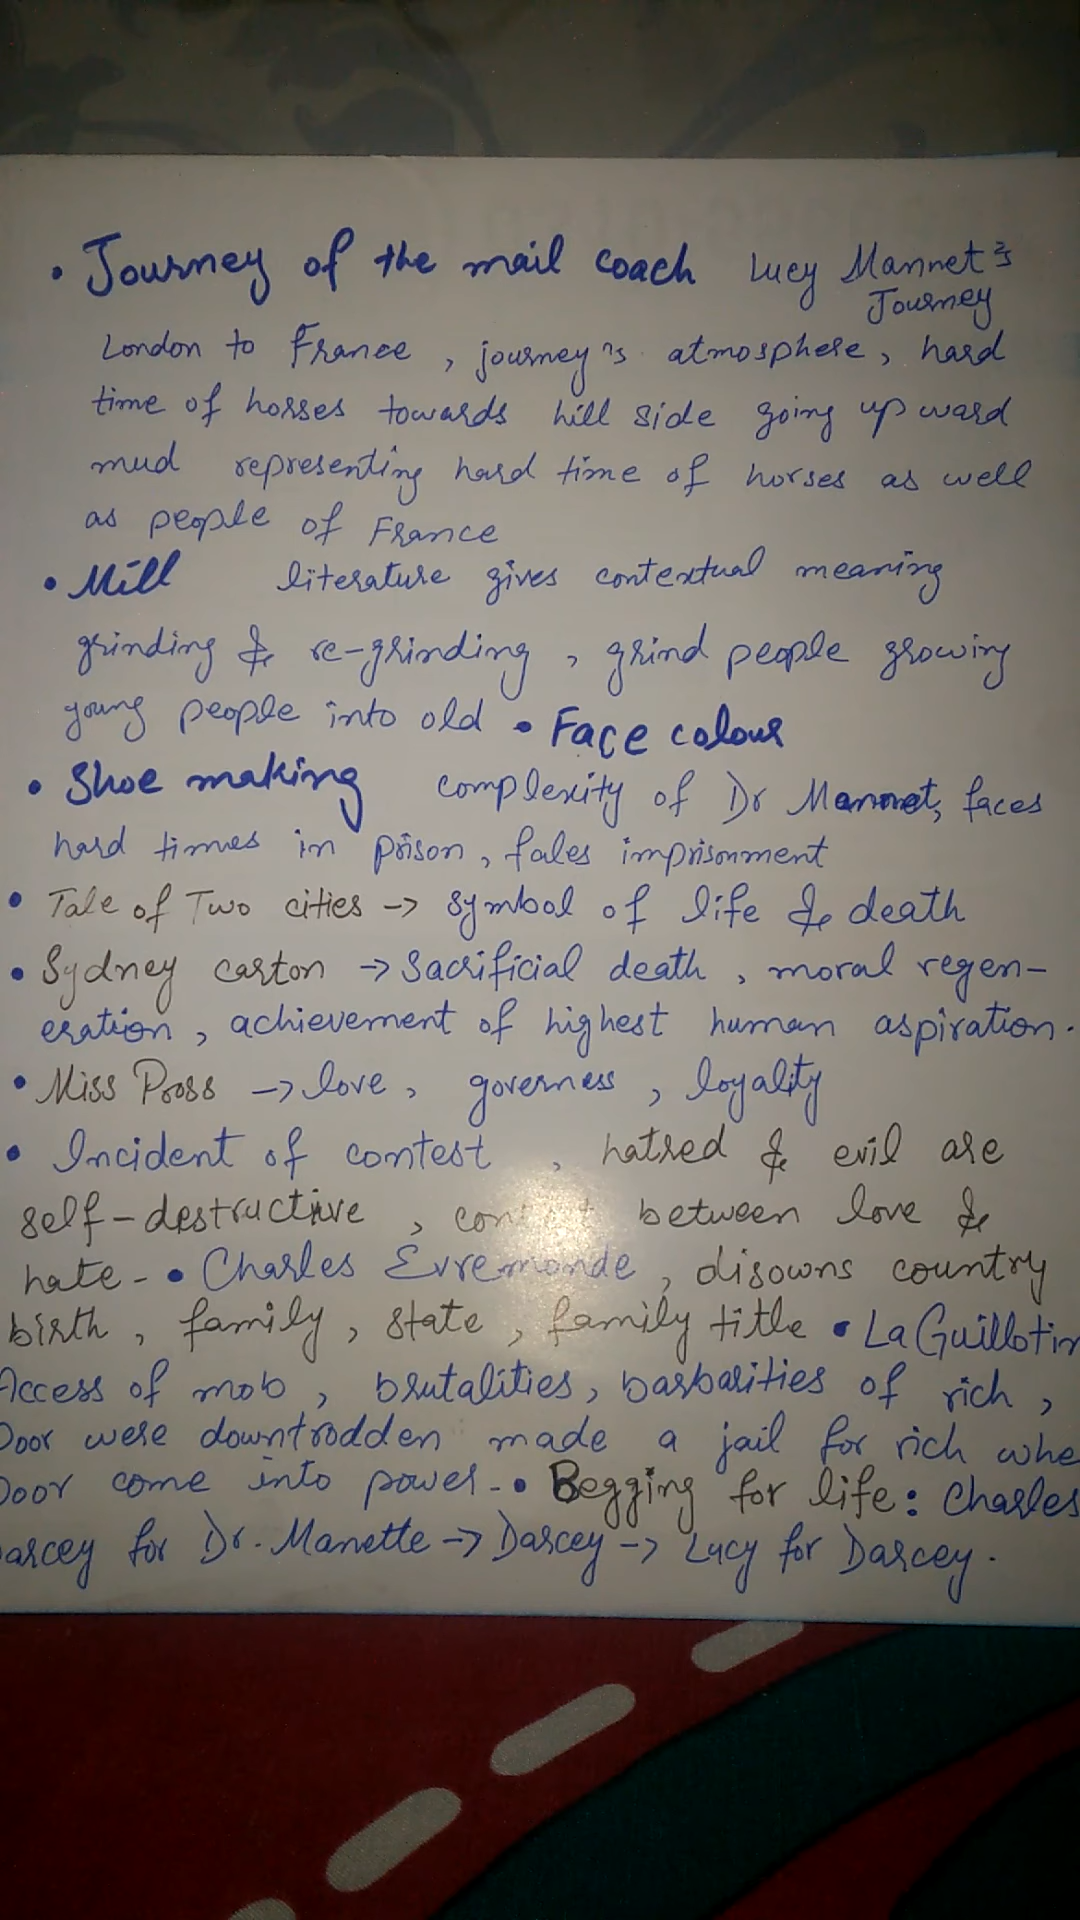 • Journey of the mail coach Lucy Mannet's
Journey
London to France, journey's atmosphere, hard
time of horses towards hill side going upward
mud representing hard time of horses as well
as people of France
• Mill literature gives contextual meaning
grinding & re-grinding, grind people growing
young people into old • Face colour
• Shoe making complexity of Dr Mannet, faces
hard times in prison, fales imprisonment
• Tale of Two cities -> symbol of life & death
• Sydney carton -> Sacrificial death, moral regen-
eration, achievement of highest human aspiration.
• Miss Pross -> love, governess, loyality
• Incident of contest, hatred & evil are
self-destructive, between love &
hate - • Charles Evremonde, disowns country
birth, family, state, family title • La Guillotin
Access of mob, brutalities, barbarities of rich,
Poor were downtrodden made a jail for rich whe
Poor come into power - • Begging for life: Charles
arcey for Dr. Manette -> Darcey -> Lucy for Darcey.